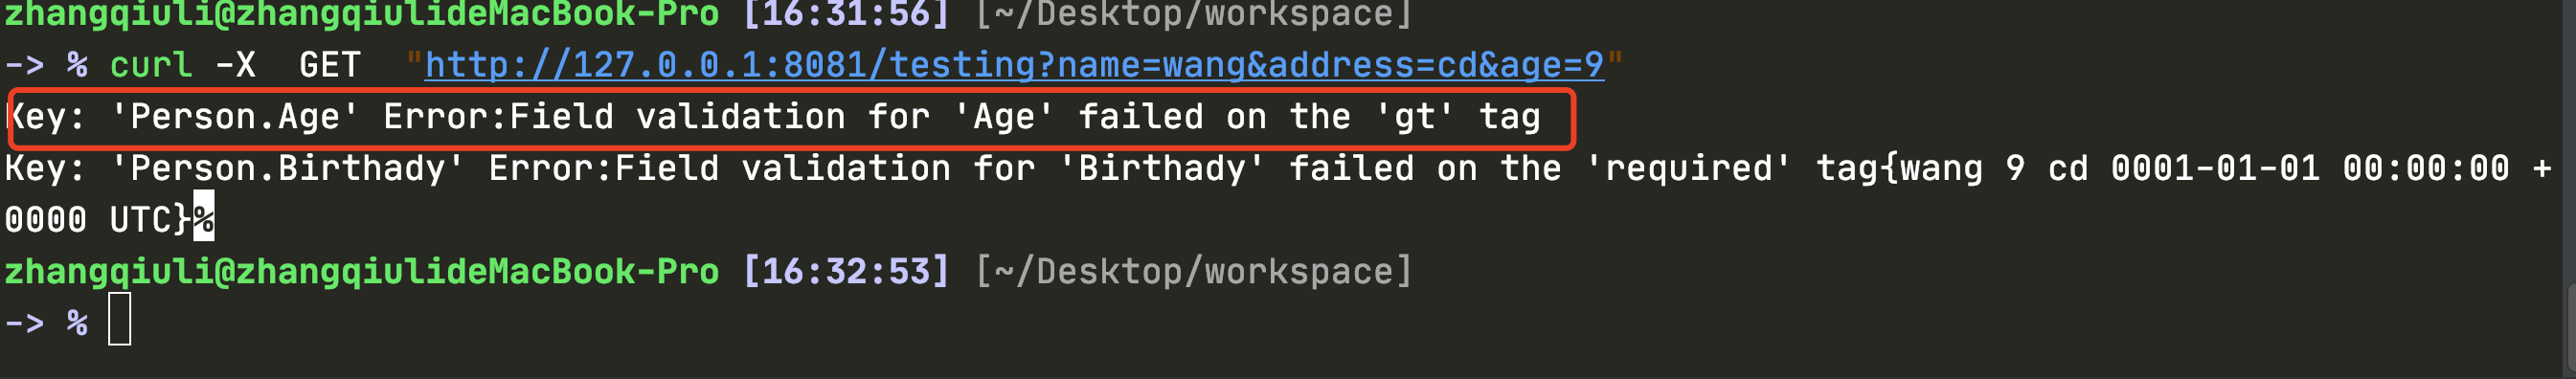 zhangqiuli@zhangqiulideMacBook-Pro [16:31:56] [~/Desktop/workspace]
-> % curl -X  GET  "http://127.0.0.1:8081/testing?name=wang&address=cd&age=9"
Key: 'Person.Age' Error:Field validation for 'Age' failed on the 'gt' tag
Key: 'Person.Birthady' Error:Field validation for 'Birthady' failed on the 'required' tag{wang 9 cd 0001-01-01 00:00:00 +
0000 UTC}%
zhangqiuli@zhangqiulideMacBook-Pro [16:32:53] [~/Desktop/workspace]
-> %